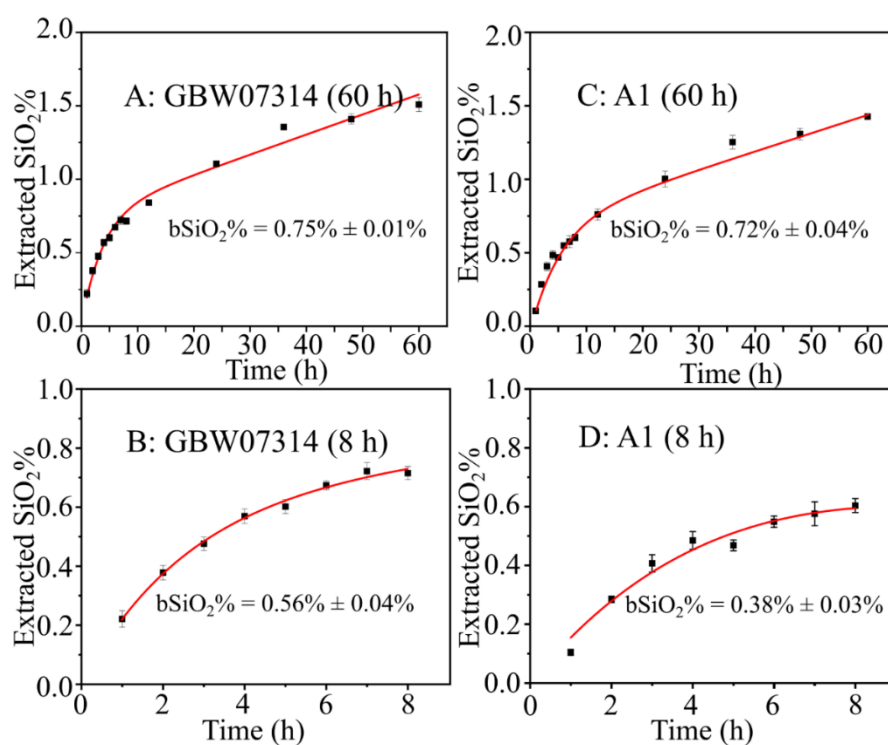 Extracted SiO₂%
2.0
1.5
1.0
0.5
0.0
A: GBW07314 (60 h)
bSiO₂% = 0.75% ± 0.01%
0 10 20 30 40 50 60
Time (h)
Extracted SiO₂%
2.0
1.5
1.0
0.5
0.0
C: A1 (60 h)
bSiO₂% = 0.72% ± 0.04%
0 10 20 30 40 50 60
Time (h)
Extracted SiO₂%
1.0
0.8
0.6
0.4
0.2
0.0
B: GBW07314 (8 h)
bSiO₂% = 0.56% ± 0.04%
0 2 4 6 8
Time (h)
Extracted SiO₂%
1.0
0.8
0.6
0.4
0.2
0.0
D: A1 (8 h)
bSiO₂% = 0.38% ± 0.03%
0 2 4 6 8
Time (h)